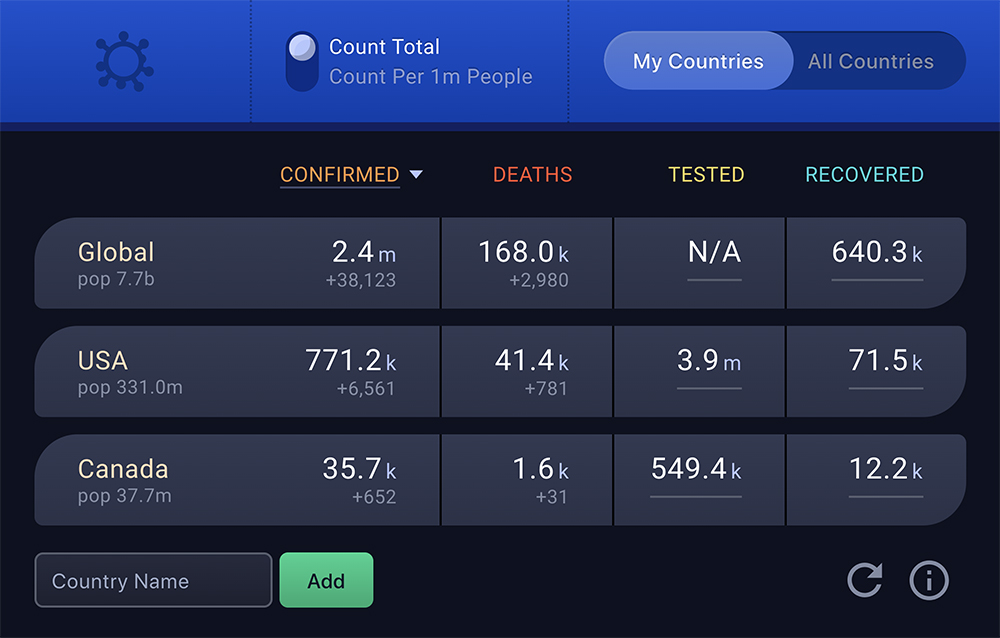 Count Total
Count Per 1m People
My Countries All Countries
CONFIRMED DEATHS TESTED RECOVERED
Global 2.4 m 168.0 k N/A 640.3 k
pop 7.7b +38,123 +2,980
USA 771.2 k 41.4 k 3.9 m 71.5 k
pop 331.0m +6,561 +781
Canada 35.7 k 1.6 k 549.4 k 12.2 k
pop 37.7m +652 +31
Country Name Add